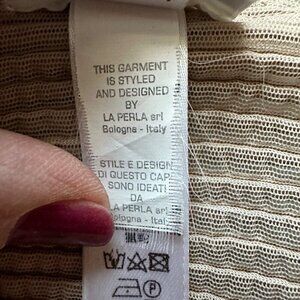 THIS GARMENT
IS STYLED
AND DESIGNED
BY
LA PERLA srl
Bologna - Italy
STILE E DESIGN
DI QUESTO CAP
SONO IDEATI
DA
LA PERLA srl
Bologna - Ital
P